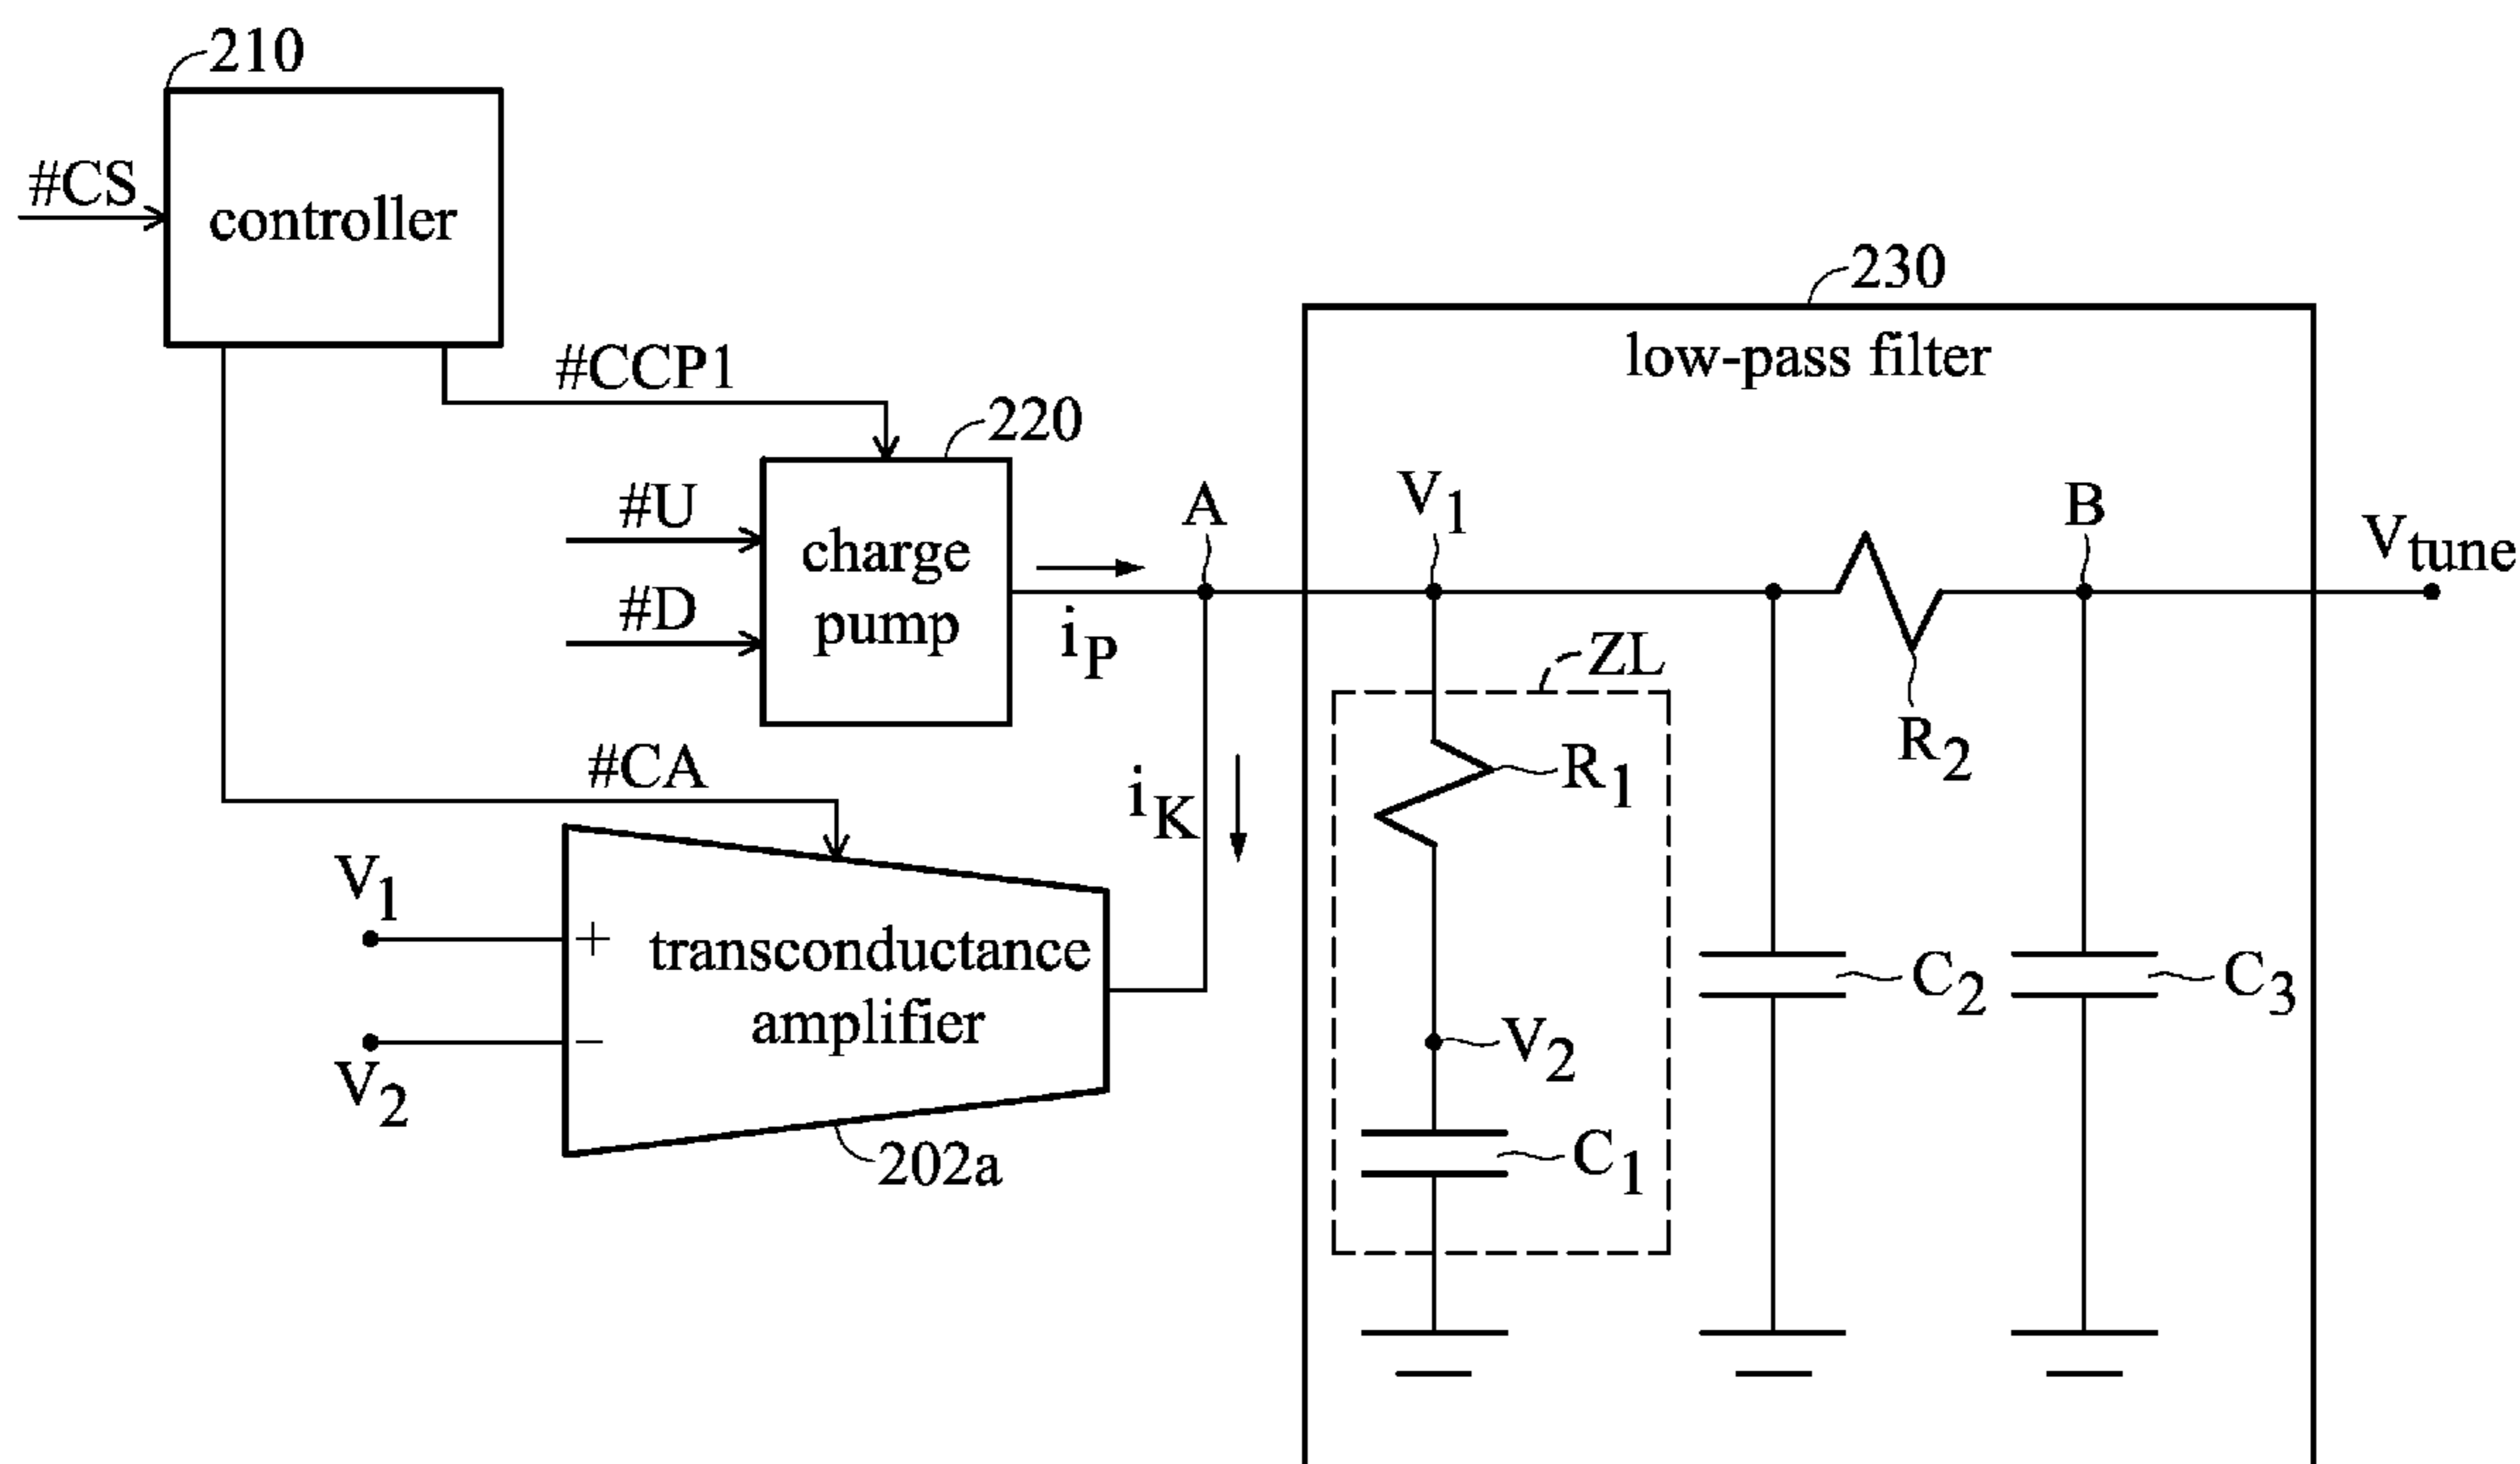 210
#CS
controller
230
low-pass filter
#CCP1
220
#U
#D
charge
pump
iP
A
V1
B
Vtune
ZL
R1
R2
#CA
iK
V1
+
V2
−
transconductance
amplifier
202a
V2
C1
C2
C3